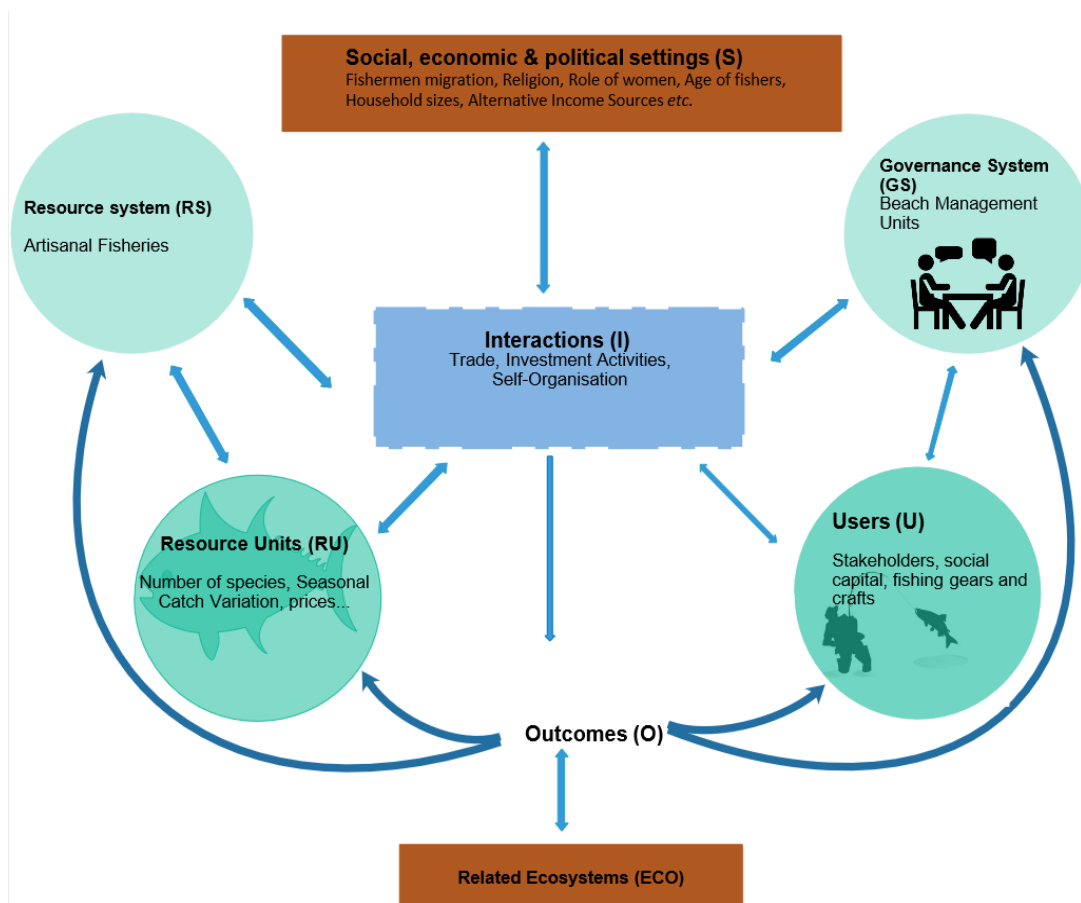 Social, economic & political settings (S)
Fishermen migration, Religion, Role of women, Age of fishers,
Household sizes, Alternative Income Sources etc.
Resource system (RS)
Artisanal Fisheries
Governance System
(GS)
Beach Management
Units
Interactions (I)
Trade, Investment Activities,
Self-Organisation
Resource Units (RU)
Number of species, Seasonal
Catch Variation, prices...
Users (U)
Stakeholders, social
capital, fishing gears and
crafts
Outcomes (O)
Related Ecosystems (ECO)